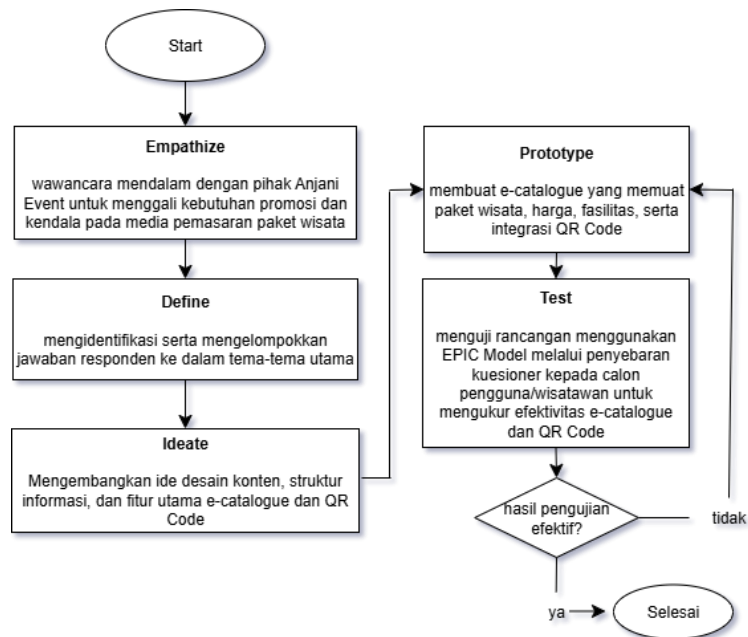 Start
Empathize
wawancara mendalam dengan pihak Anjani
Event untuk menggali kebutuhan promosi dan
kendala pada media pemasaran paket wisata
Define
mengidentifikasi serta mengelompokkan
jawaban responden ke dalam tema-tema utama
Ideate
Mengembangkan ide desain konten, struktur
informasi, dan fitur utama e-catalogue dan QR
Code
Prototype
membuat e-catalogue yang memuat
paket wisata, harga, fasilitas, serta
integrasi QR Code
Test
menguji rancangan menggunakan
EPIC Model melalui penyebaran
kuesioner kepada calon
pengguna/wisatawan untuk
mengukur efektivitas e-catalogue
dan QR Code
hasil pengujian
efektif?
tidak
ya
Selesai